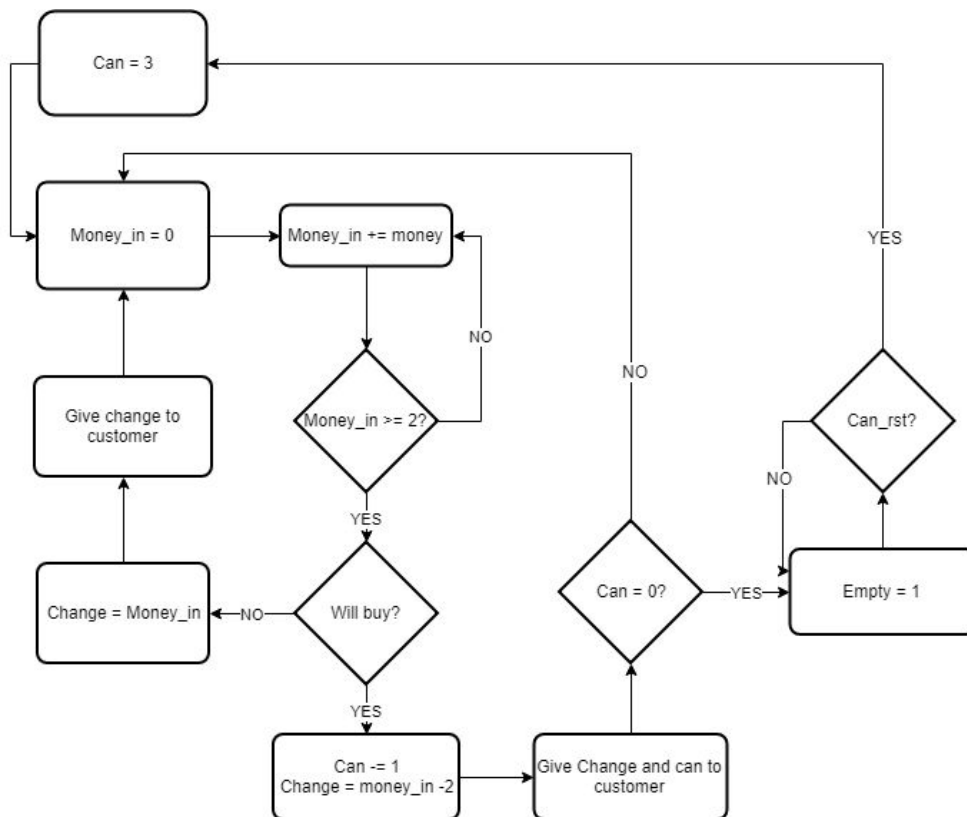 Can = 3
Money_in = 0
Money_in += money
YES
NO
Give change to
customer
Money_in >= 2?
NO
Can_rst?
NO
YES
Change = Money_in
NO
Will buy?
Can = 0?
YES
Empty = 1
YES
Can -= 1
Change = money_in -2
Give Change and can to
customer